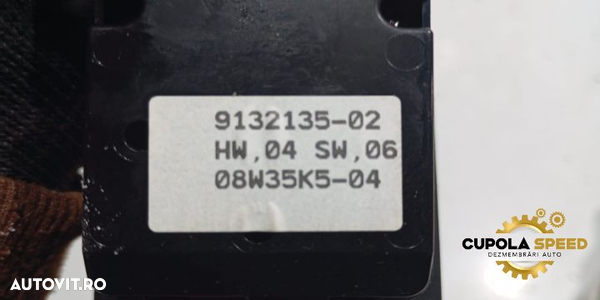 9132135-02
HW,04 SW,06
08W35K5-04
CUPOLA SPEED
DEZMEMBRĂRI AUTO
AUTOVIT.RO